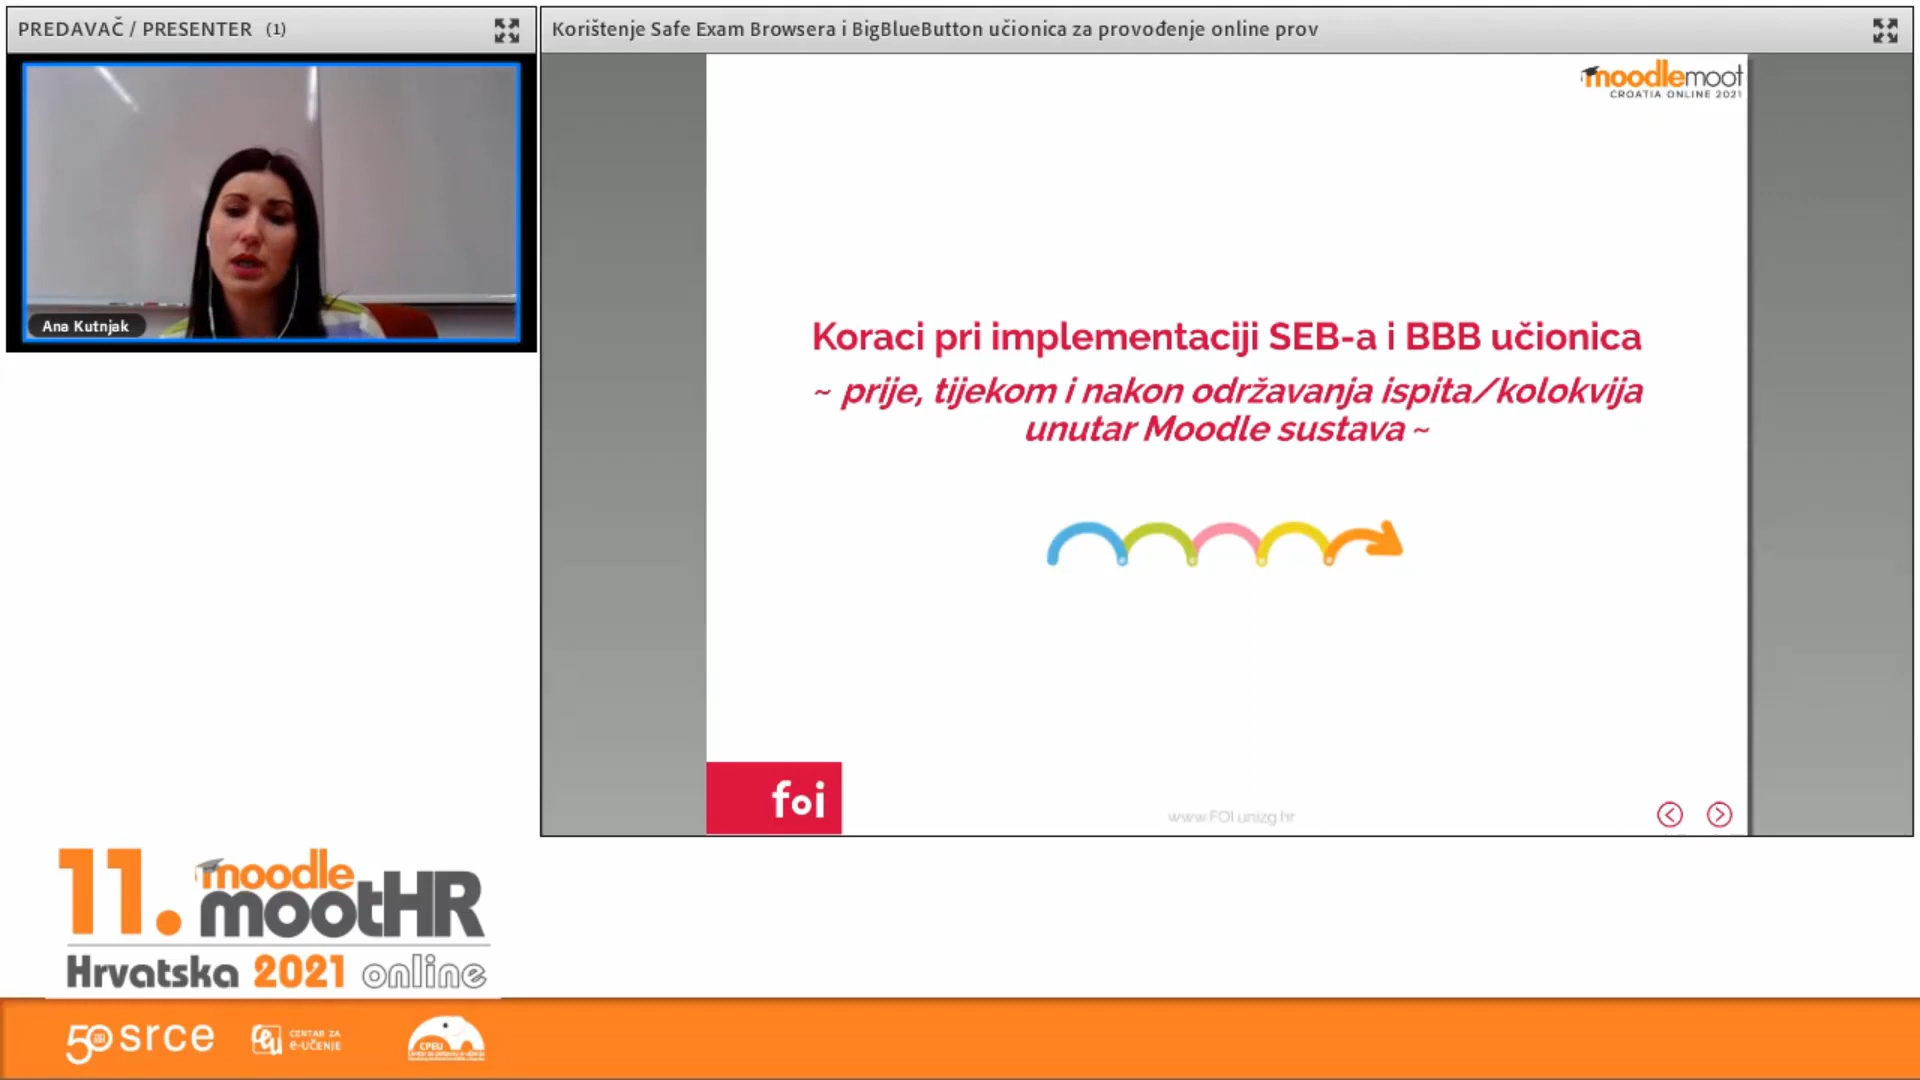 PREDAVAČ / PRESENTER (1)
Korištenje Safe Exam Browsera i BigBlueButton učionica za provođenje online prov
Ana Kutnjak
moodlemoot
CROATIA ONLINE 2021
Koraci pri implementaciji SEB-a i BBB učionica
~ prije, tijekom i nakon održavanja ispita/kolokvija
unutar Moodle sustava ~
foi
www.FOI.unizg.hr
11. moodle
mootHR
Hrvatska 2021 online
50 srce
CENTAR ZA
e-UČENJE
CPEU